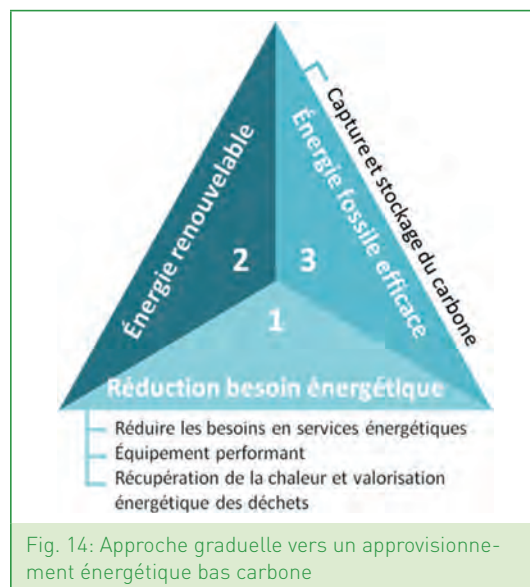 Énergie renouvelable
2
Énergie fossile efficace
3
Capture et stockage du carbone
1
Réduction besoin énergétique
Réduire les besoins en services énergétiques
Équipement performant
Récupération de la chaleur et valorisation
énergétique des déchets
Fig. 14: Approche graduelle vers un approvisionne-
ment énergétique bas carbone